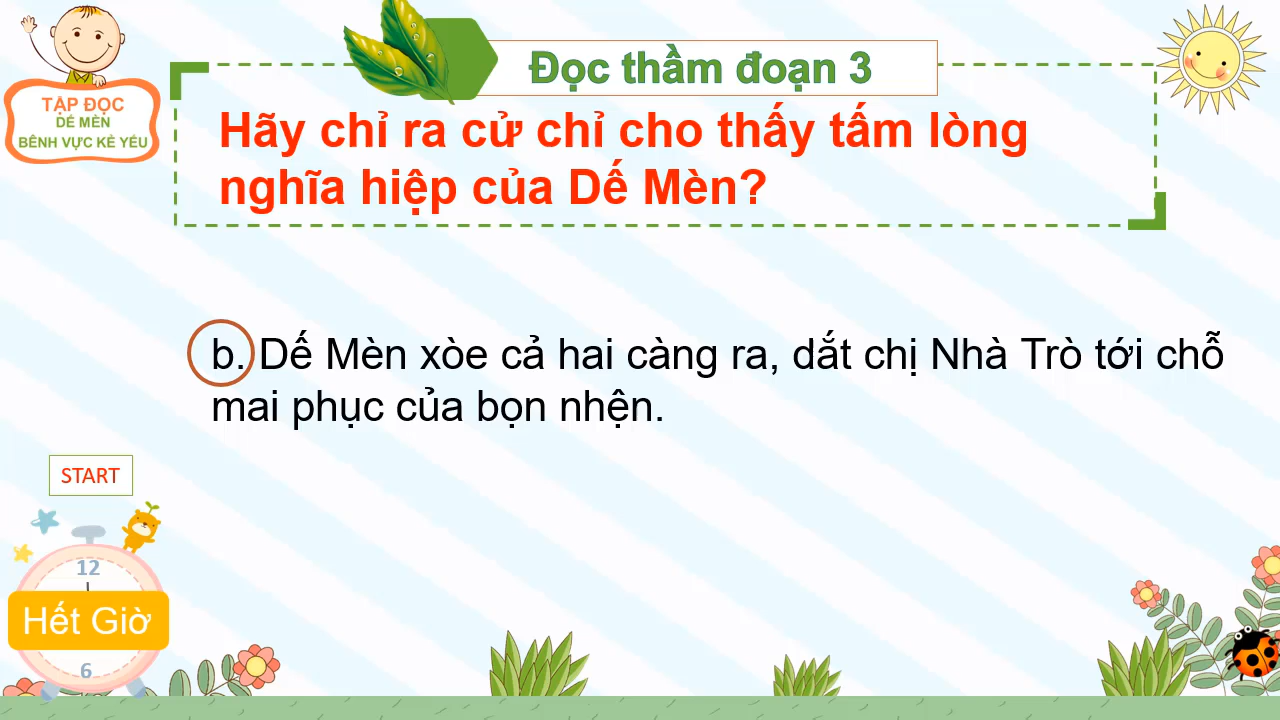 Đọc thầm đoạn 3
TẬP ĐỌC
DẾ MÈN
BÊNH VỰC KẺ YẾU
Hãy chỉ ra cử chỉ cho thấy tấm lòng
nghĩa hiệp của Dế Mèn?
b. Dế Mèn xòe cả hai càng ra, dắt chị Nhà Trò tới chỗ
mai phục của bọn nhện.
START
12
Hết Giờ
6